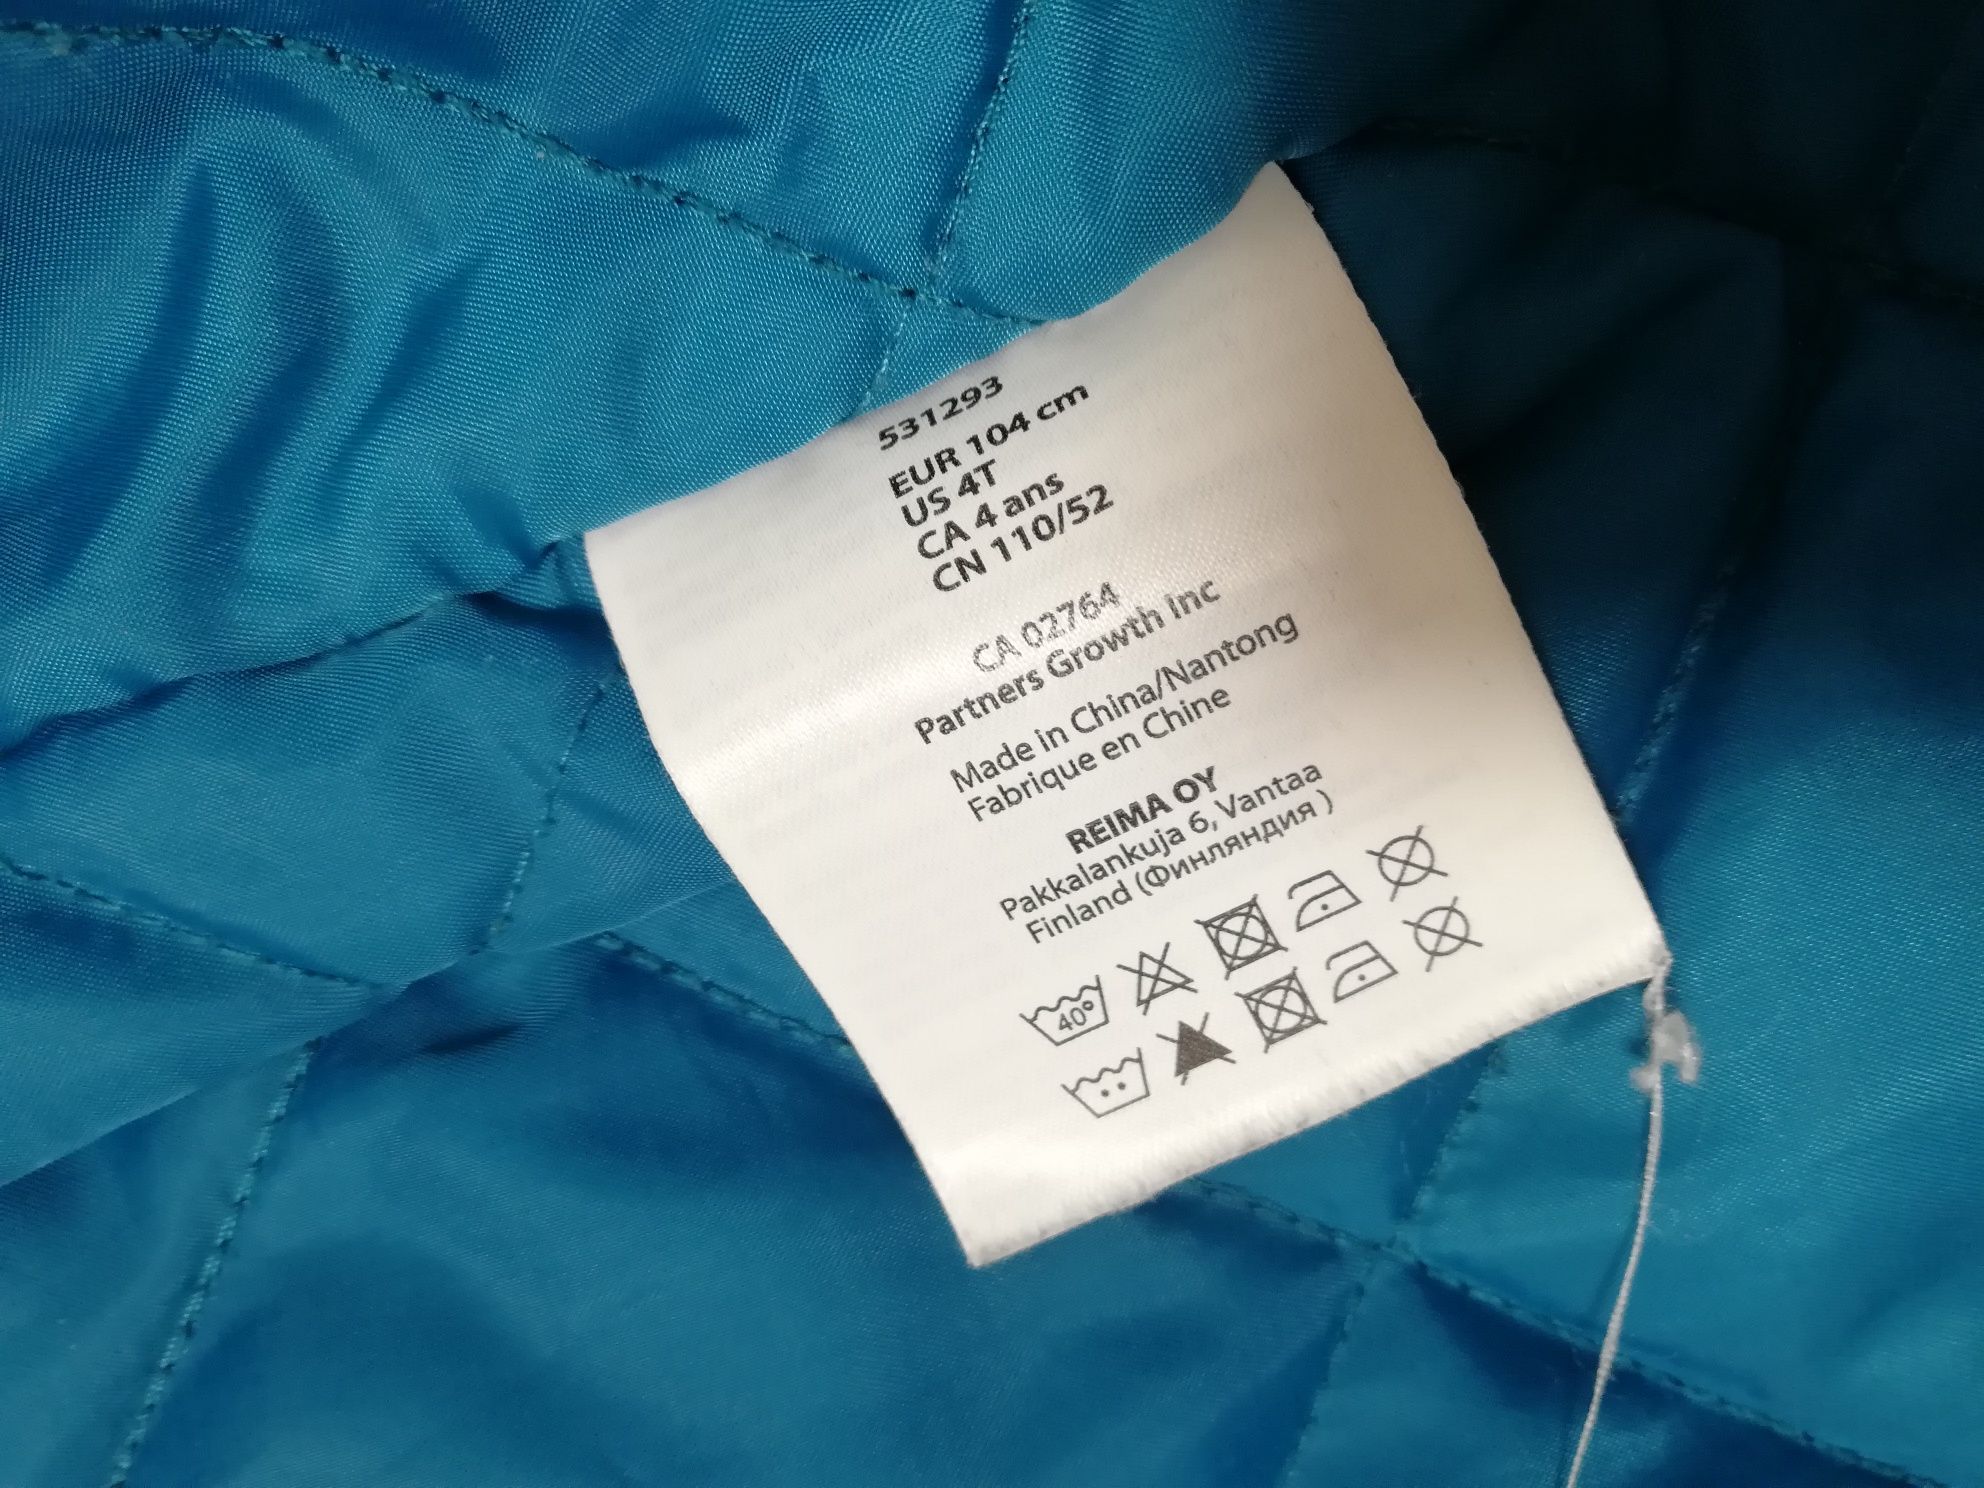 531293
EUR 104 cm
US 4T
CA 4 ans
CN 110/52
CA 02764
Partners Growth Inc
Made in China/Nantong
Fabrique en Chine
REIMA OY
Pakkalankuja 6, Vantaa
Finland (Финляндия )
40°